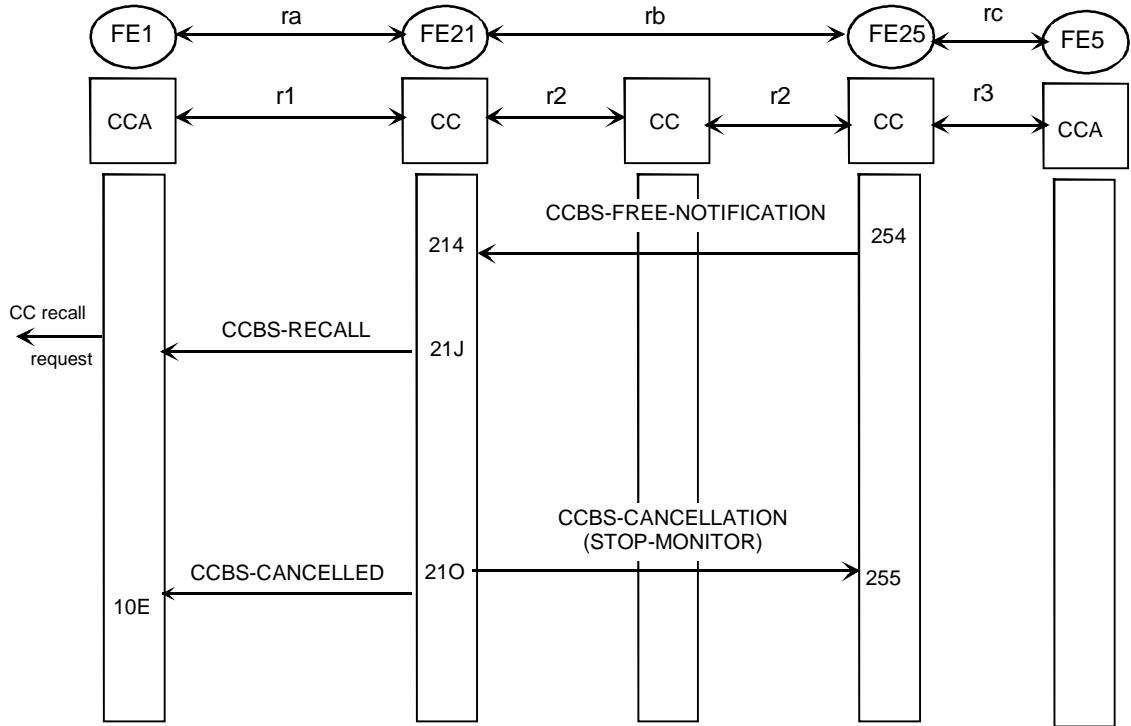 ra
rb
rc
FE1
FE21
FE25
FE5
r1
r2
r2
r3
CCA
CC
CC
CC
CCA
CCBS-FREE-NOTIFICATION
214
254
CC recall
request
CCBS-RECALL
21J
CCBS-CANCELLATION
(STOP-MONITOR)
CCBS-CANCELLED
21O
255
10E